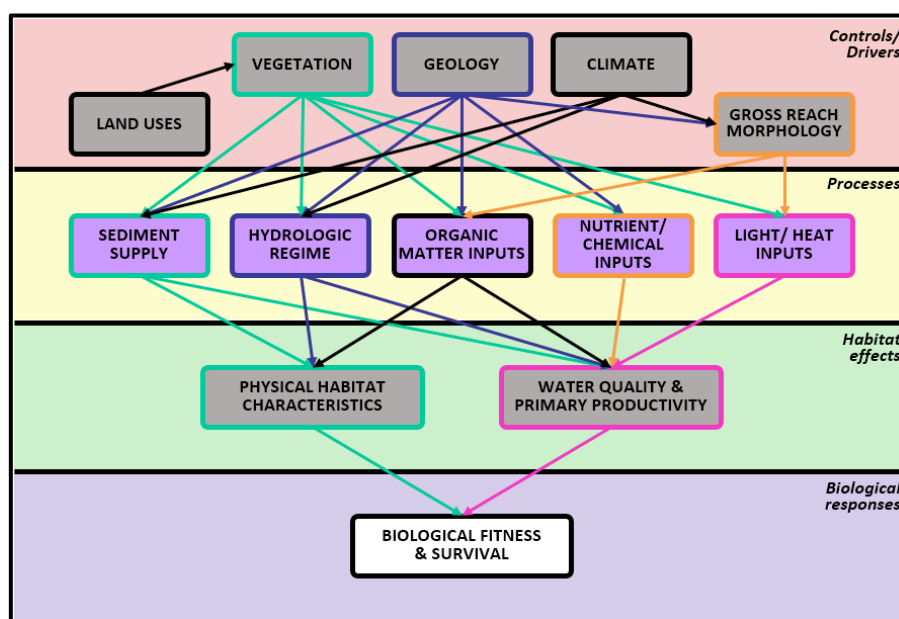 Controls/
Drivers
VEGETATION
GEOLOGY
CLIMATE
LAND USES
GROSS REACH
MORPHOLOGY
Processes
SEDIMENT
SUPPLY
HYDROLOGIC
REGIME
ORGANIC
MATTER INPUTS
NUTRIENT/
CHEMICAL
INPUTS
LIGHT/ HEAT
INPUTS
Habitat
effects
PHYSICAL HABITAT
CHARACTERISTICS
WATER QUALITY &
PRIMARY PRODUCTIVITY
Biological
responses
BIOLOGICAL FITNESS
& SURVIVAL